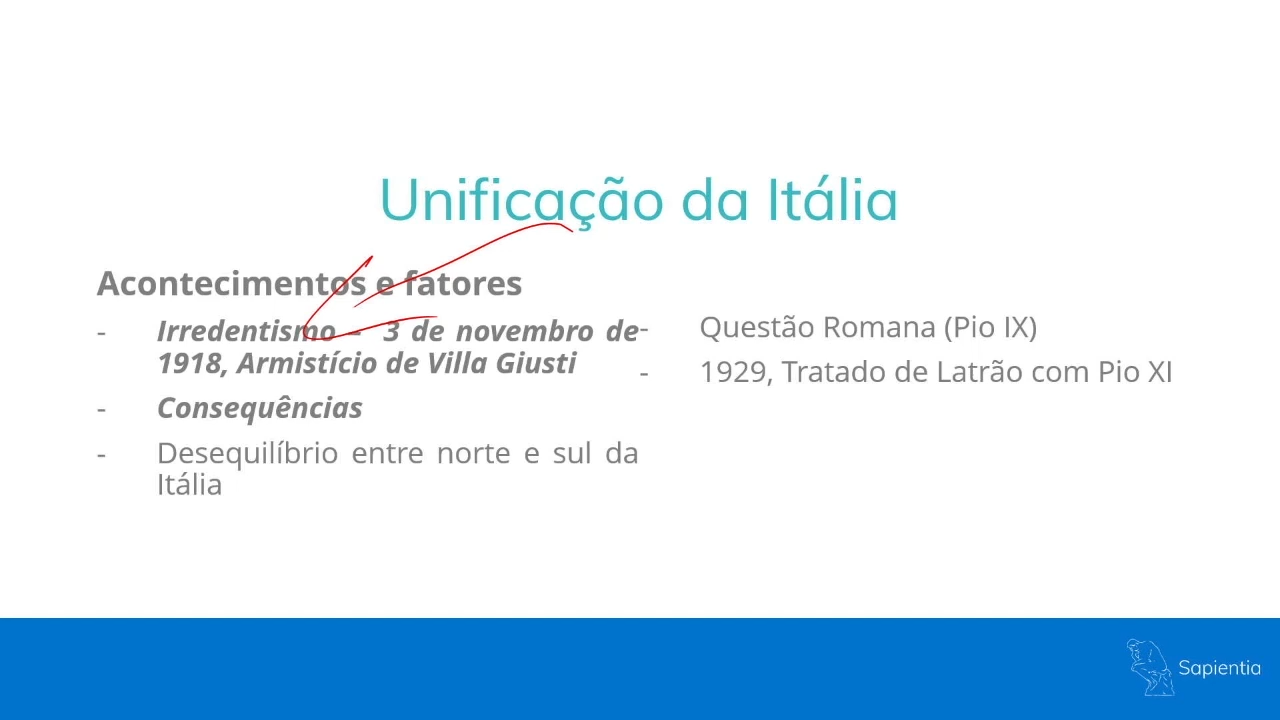 Unificação da Itália
Acontecimentos e fatores
- Irredentismo – 3 de novembro de
1918, Armistício de Villa Giusti
- Consequências
- Desequilíbrio entre norte e sul da
Itália
- Questão Romana (Pio IX)
- 1929, Tratado de Latrão com Pio XI
Sapientia